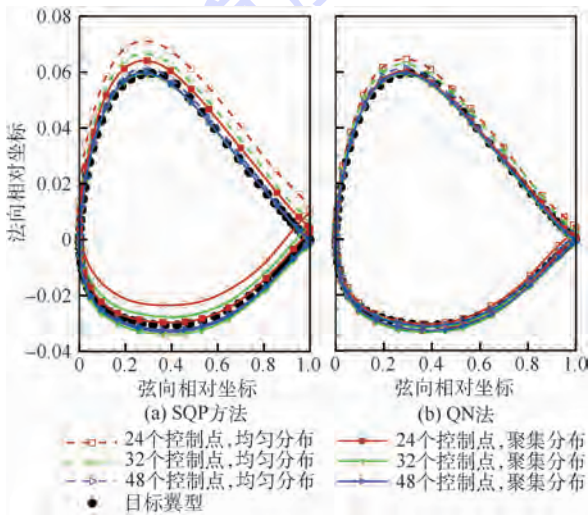 0.08
0.06
0.04
0.02
0
-0.02
-0.04
法向相对坐标
0 0.2 0.4 0.6 0.8 1.0
0 0.2 0.4 0.6 0.8 1.0
弦向相对坐标
弦向相对坐标
(a) SQP方法
(b) QN法
24个控制点,均匀分布
32个控制点,均匀分布
48个控制点,均匀分布
目标翼型
24个控制点,聚集分布
32个控制点,聚集分布
48个控制点,聚集分布